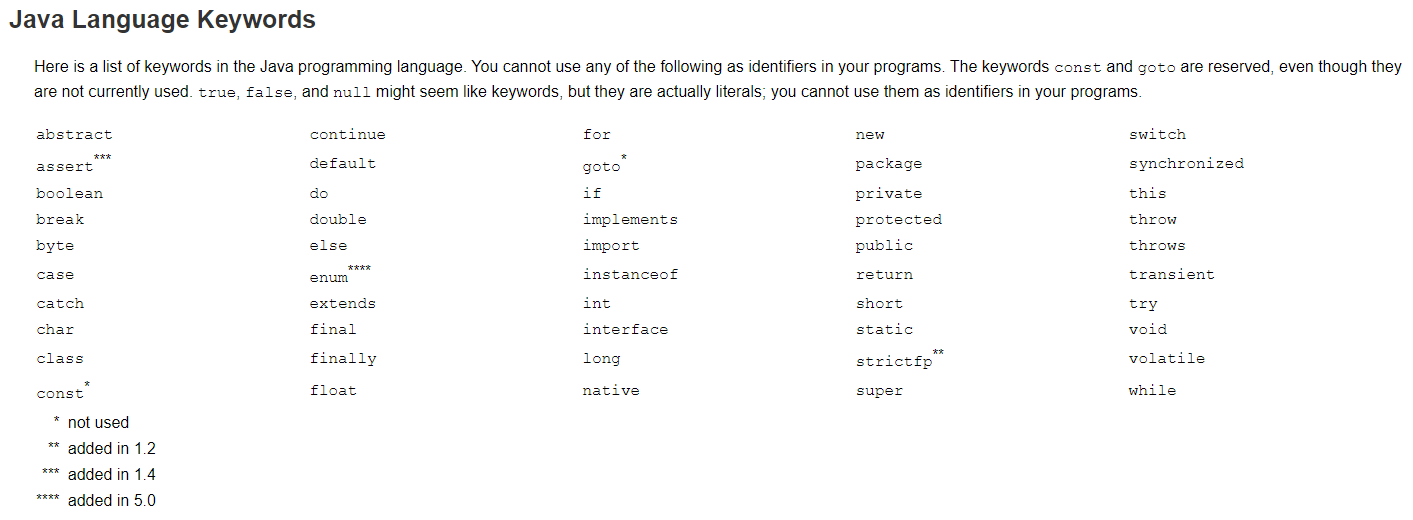 Java Language Keywords
Here is a list of keywords in the Java programming language. You cannot use any of the following as identifiers in your programs. The keywords const and goto are reserved, even though they
are not currently used. true, false, and null might seem like keywords, but they are actually literals; you cannot use them as identifiers in your programs.
abstract continue for new switch
assert*** default goto* package synchronized
boolean do if private this
break double implements protected throw
byte else import public throws
case enum**** instanceof return transient
catch extends int short try
char final interface static void
class finally long strictfp** volatile
const* float native super while
* not used
** added in 1.2
*** added in 1.4
**** added in 5.0